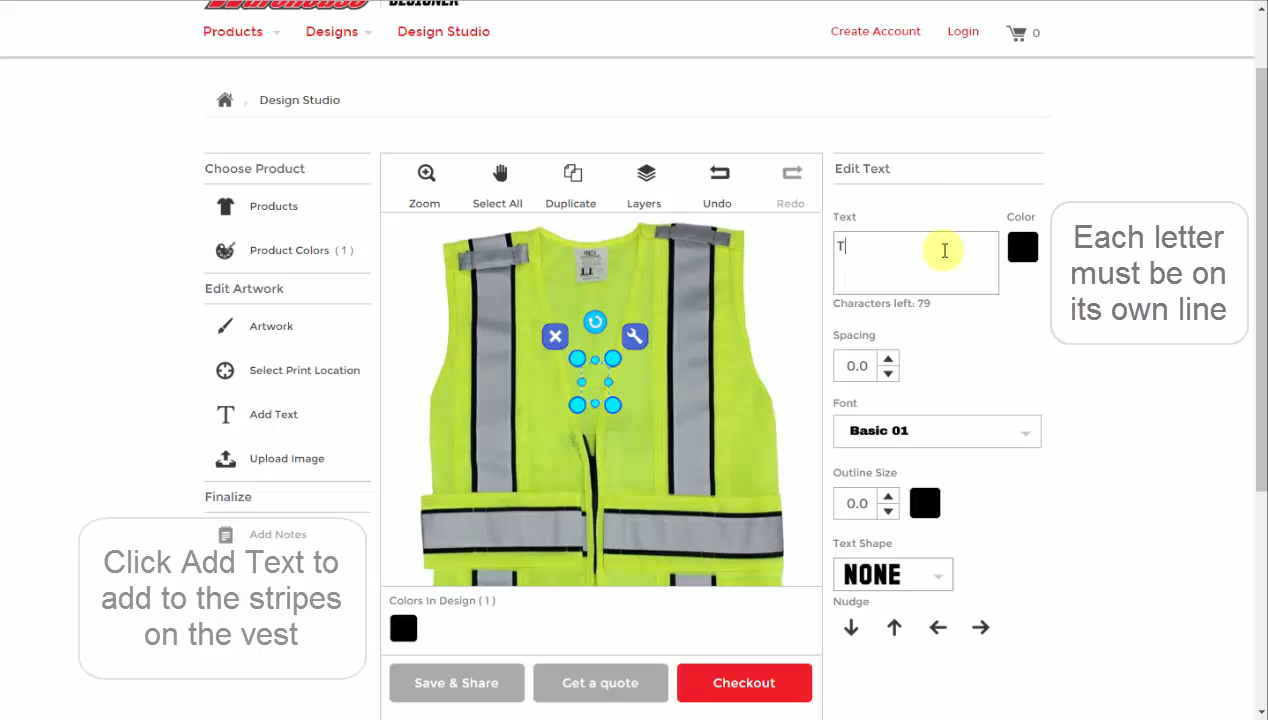 Warehouse DESIGNER
Products Designs Design Studio
Create Account Login 0
Design Studio
Choose Product
Products
Product Colors ( 1 )
Edit Artwork
Artwork
Select Print Location
Add Text
Upload Image
Finalize
Add Notes
Click Add Text to
add to the stripes
on the vest
Zoom Select All Duplicate Layers Undo Redo
Colors In Design ( 1 )
Save & Share Get a quote Checkout
Edit Text
Text Color
T
Characters left: 79
Spacing
0.0
Font
Basic 01
Outline Size
0.0
Text Shape
NONE
Nudge
Each letter
must be on
its own line